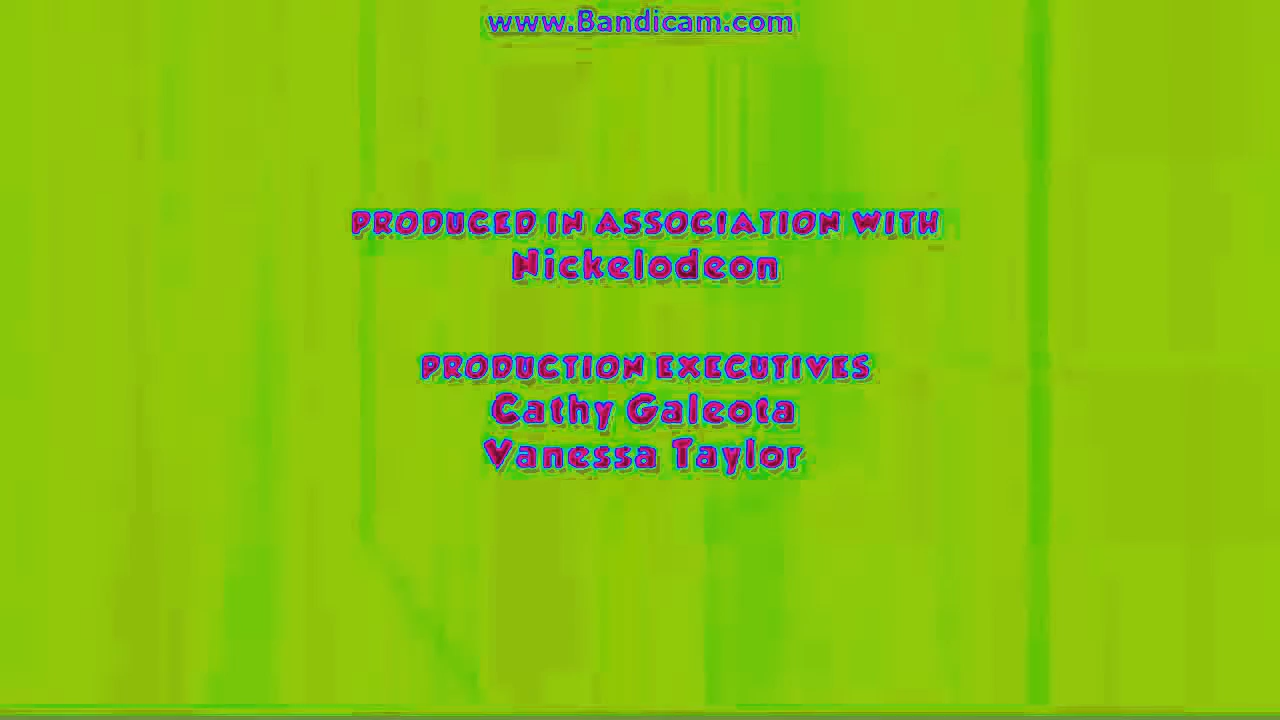 www.Bandicam.com
PRODUCED IN ASSOCIATION WITH
Nickelodeon
PRODUCTION EXECUTIVES
Cathy Galeota
Vanessa Taylor